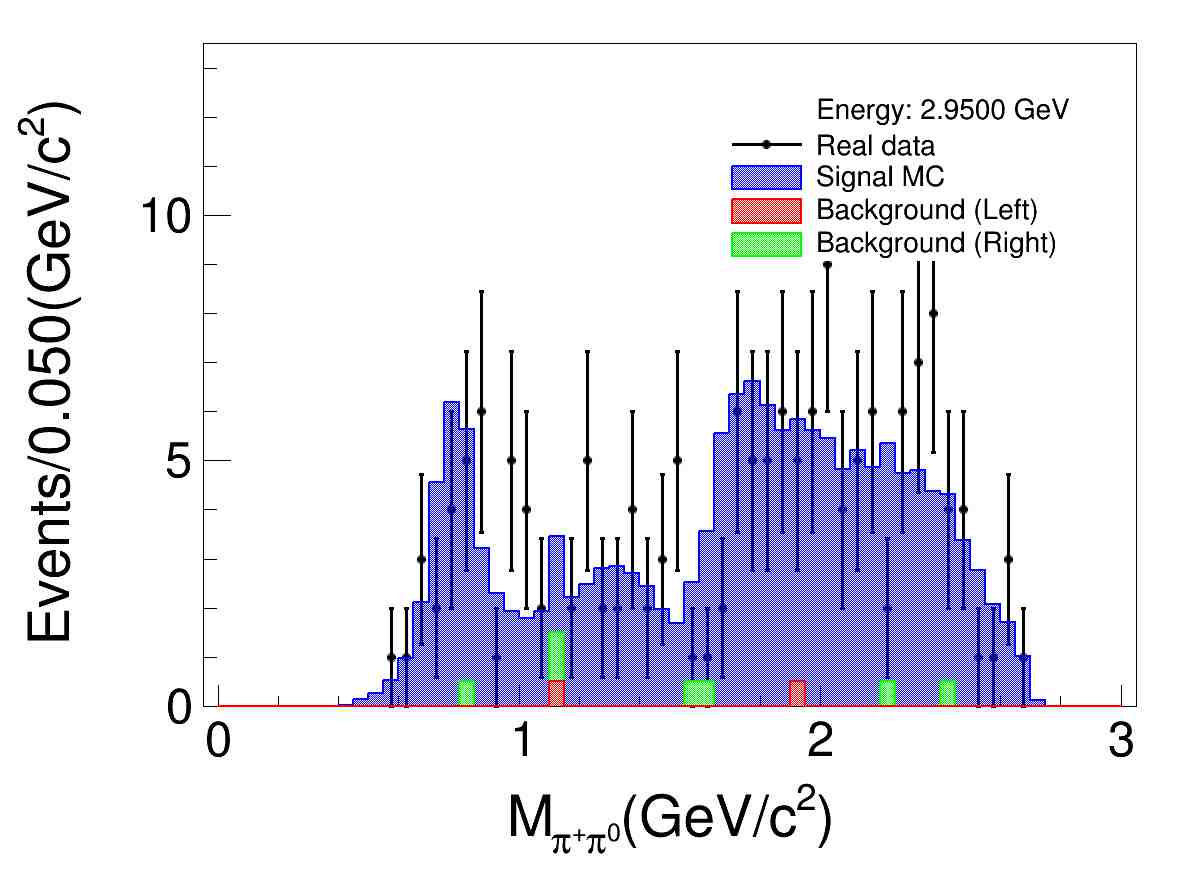 Events/0.050(GeV/c²)
10
5
0
Energy: 2.9500 GeV
Real data
Signal MC
Background (Left)
Background (Right)
0 1 2 3
Mπ⁺π⁰(GeV/c²)